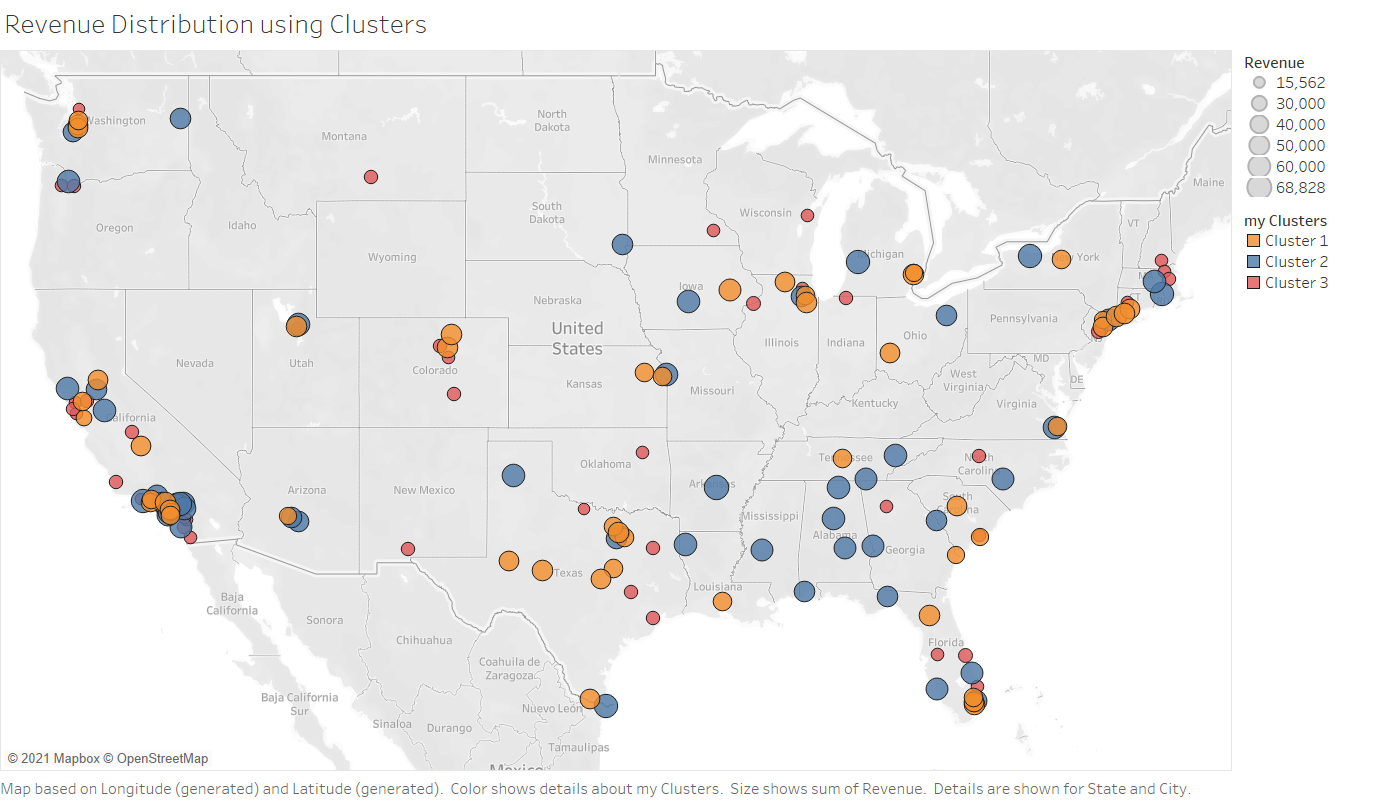 Revenue Distribution using Clusters
Revenue
15,562
30,000
40,000
50,000
60,000
68,828
my Clusters
Cluster 1
Cluster 2
Cluster 3
Washington
Montana
North
Dakota
Minnesota
Maine
Oregon
Idaho
South
Dakota
Wisconsin
VT
Wyoming
Michigan
York
Iowa
Nebraska
United
States
Pennsylvania
CT
NJ
Nevada
Utah
Colorado
Kansas
Missouri
Illinois
Indiana
Ohio
MD
DE
West
Virginia
Virginia
Kentucky
California
Arizona
New Mexico
Oklahoma
Tennessee
North
Carolina
South
Mississippi
Alabama
Georgia
Texas
Louisiana
Florida
Baja
California
Sonora
Chihuahua
Coahuila de
Zaragoza
Baja California
Sur
Sinaloa
Durango
Nuevo León
Tamaulipas
Mexico
© 2021 Mapbox © OpenStreetMap
Map based on Longitude (generated) and Latitude (generated).  Color shows details about my Clusters.  Size shows sum of Revenue.  Details are shown for State and City.